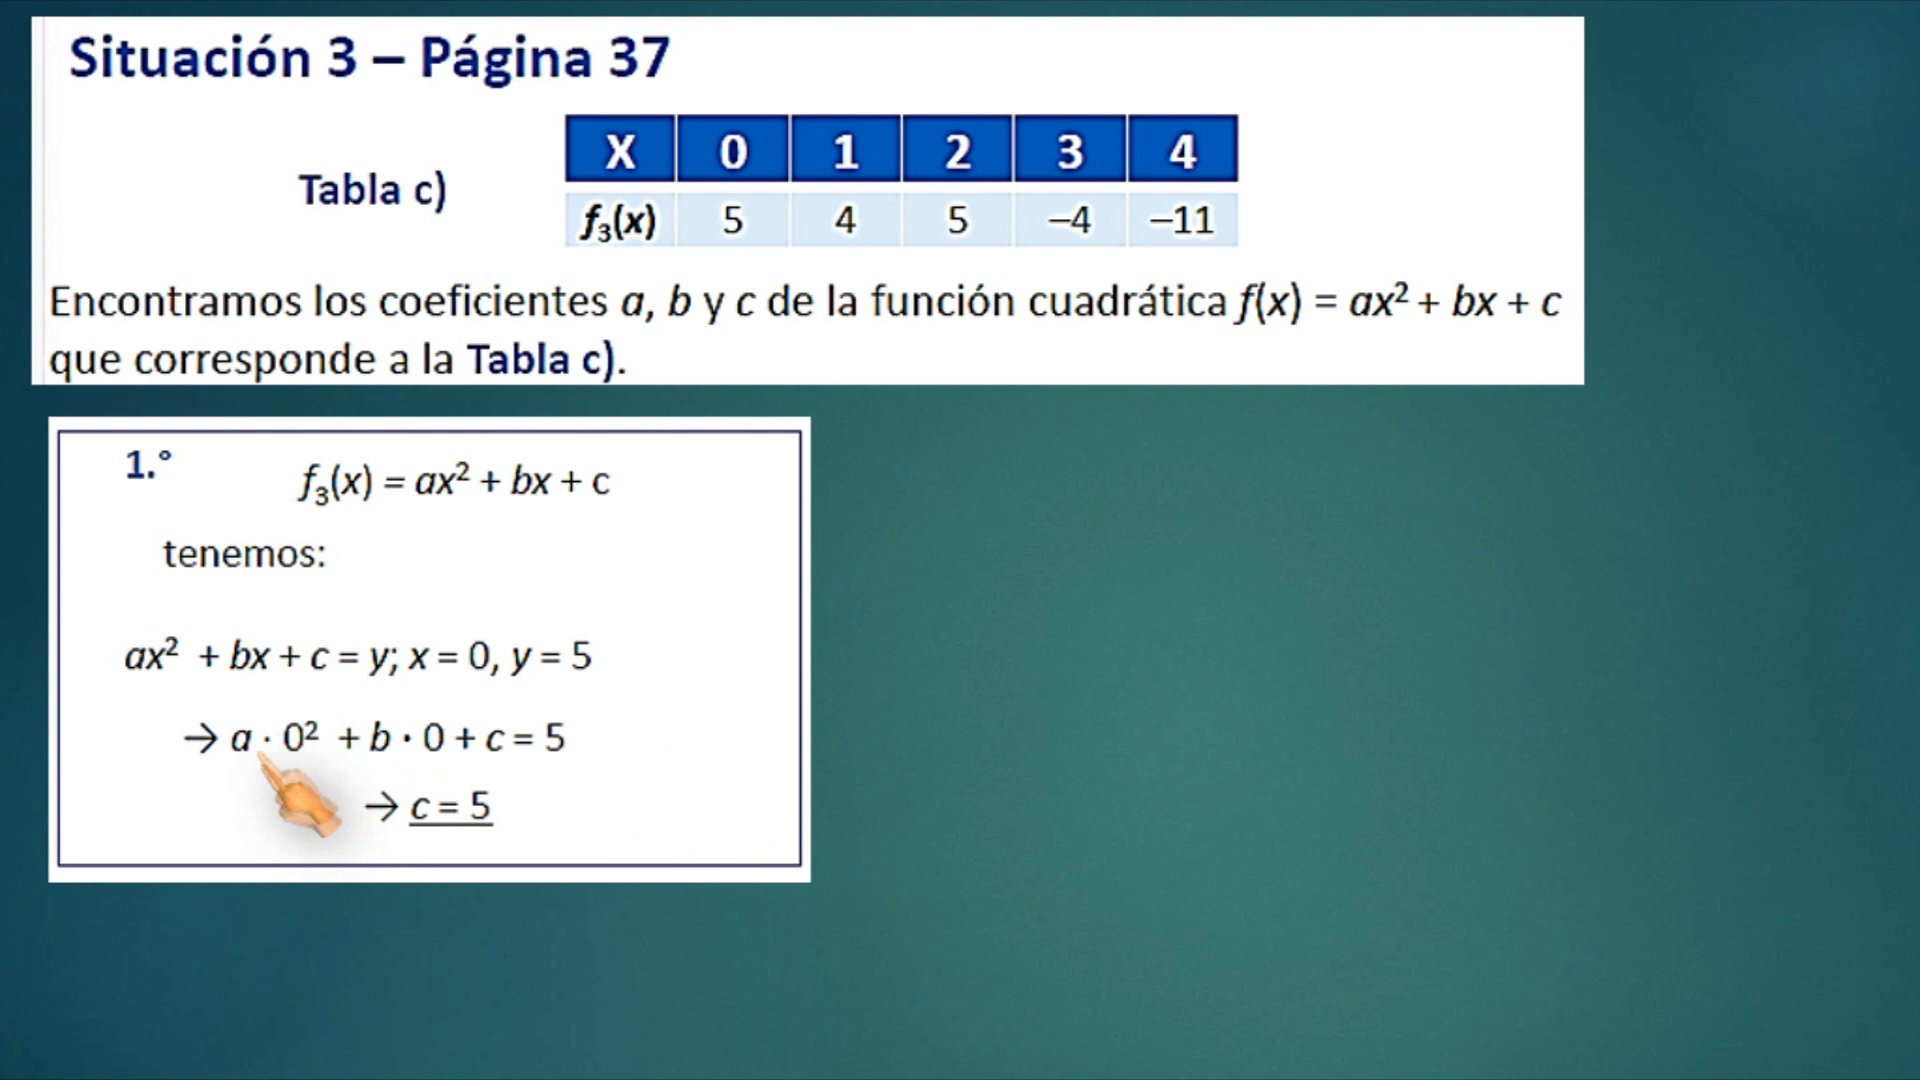 Situación 3 – Página 37
Tabla c)
X 0 1 2 3 4
f₃(x) 5 4 5 –4 –11
Encontramos los coeficientes a, b y c de la función cuadrática f(x) = ax² + bx + c
que corresponde a la Tabla c).
1.°
f₃(x) = ax² + bx + c
tenemos:
ax² + bx + c = y; x = 0, y = 5
→ a · 0² + b · 0 + c = 5
→ c = 5